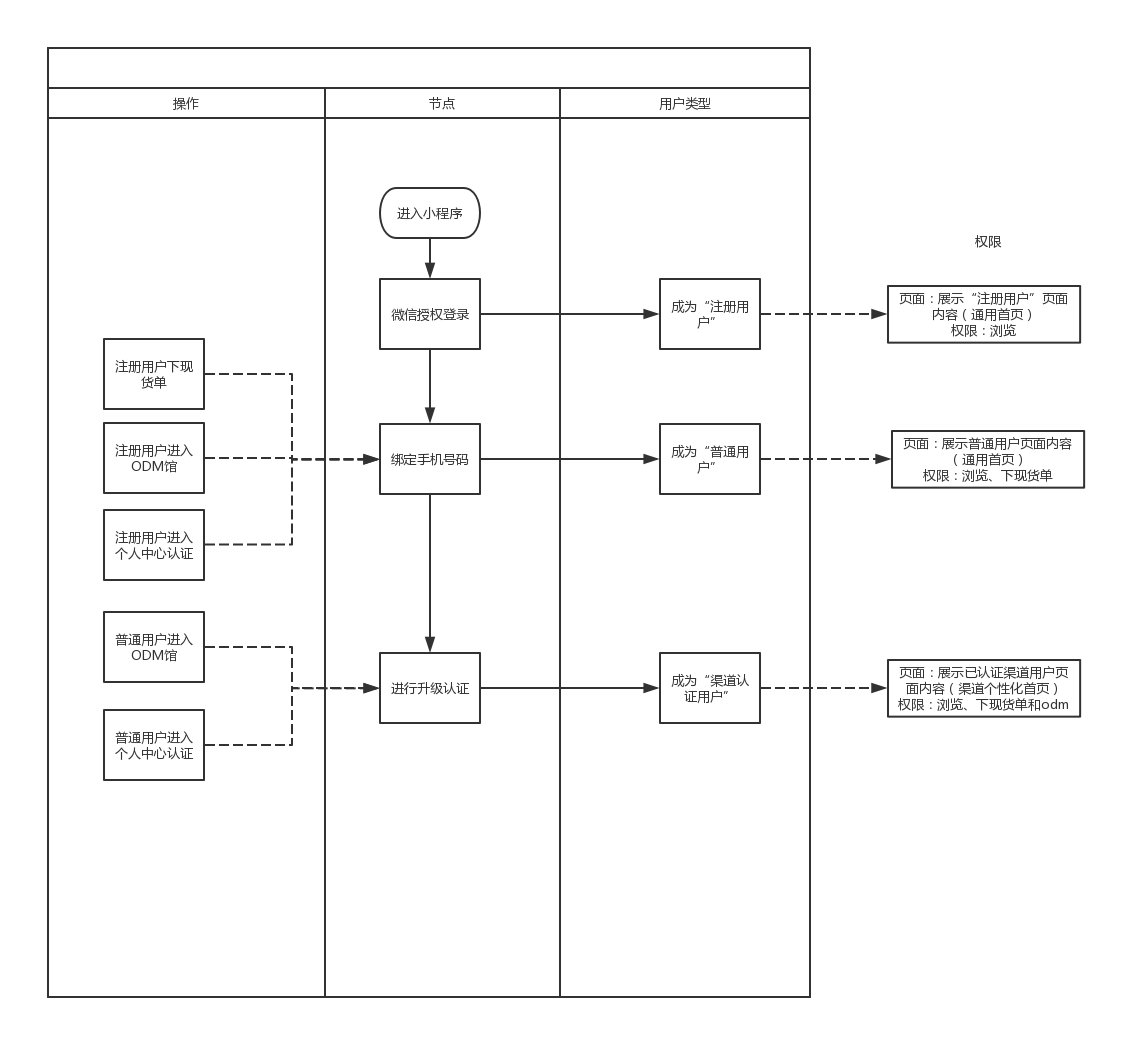 操作
节点
用户类型
进入小程序
权限
微信授权登录
成为“注册用
户”
页面：展示“注册用户”页面
内容（通用首页）
权限：浏览
注册用户下现
货单
注册用户进入
ODM馆
绑定手机号码
成为“普通用
户”
页面：展示普通用户页面内容
（通用首页）
权限：浏览、下现货单
注册用户进入
个人中心认证
普通用户进入
ODM馆
进行升级认证
成为“渠道认
证用户”
页面：展示已认证渠道用户页
面内容（渠道个性化首页）
权限：浏览、下现货单和odm
普通用户进入
个人中心认证